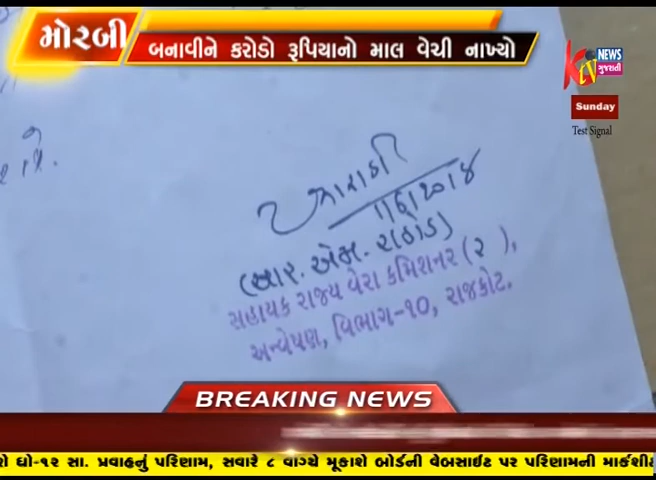 મોરબી
બનાવીને કરોડો રૂપિયાનો માલ વેચી નાખ્યો
NEWS
KTV ગુજરાતી
Sunday
Test Signal
(આર. એમ. રાઠોડ)
સહાયક રાજ્ય વેરા કમિશનર (૨),
અન્વેષણ, વિભાગ-૧૦, રાજકોટ.
BREAKING NEWS
ધો-૧૨ સા. પ્રવાહનું પરિણામ, સવારે ૮ વાગ્યે મૂકાશે બોર્ડની વેબસાઈટ પર પરિણામની માર્કશીટ